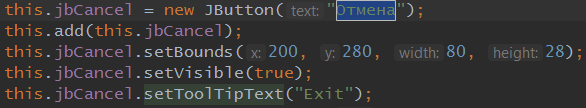 this.jbCancel = new JButton( text: "Отмена");
this.add(this.jbCancel);
this.jbCancel.setBounds( x: 200, y: 280, width: 80, height: 28);
this.jbCancel.setVisible(true);
this.jbCancel.setToolTipText("Exit");